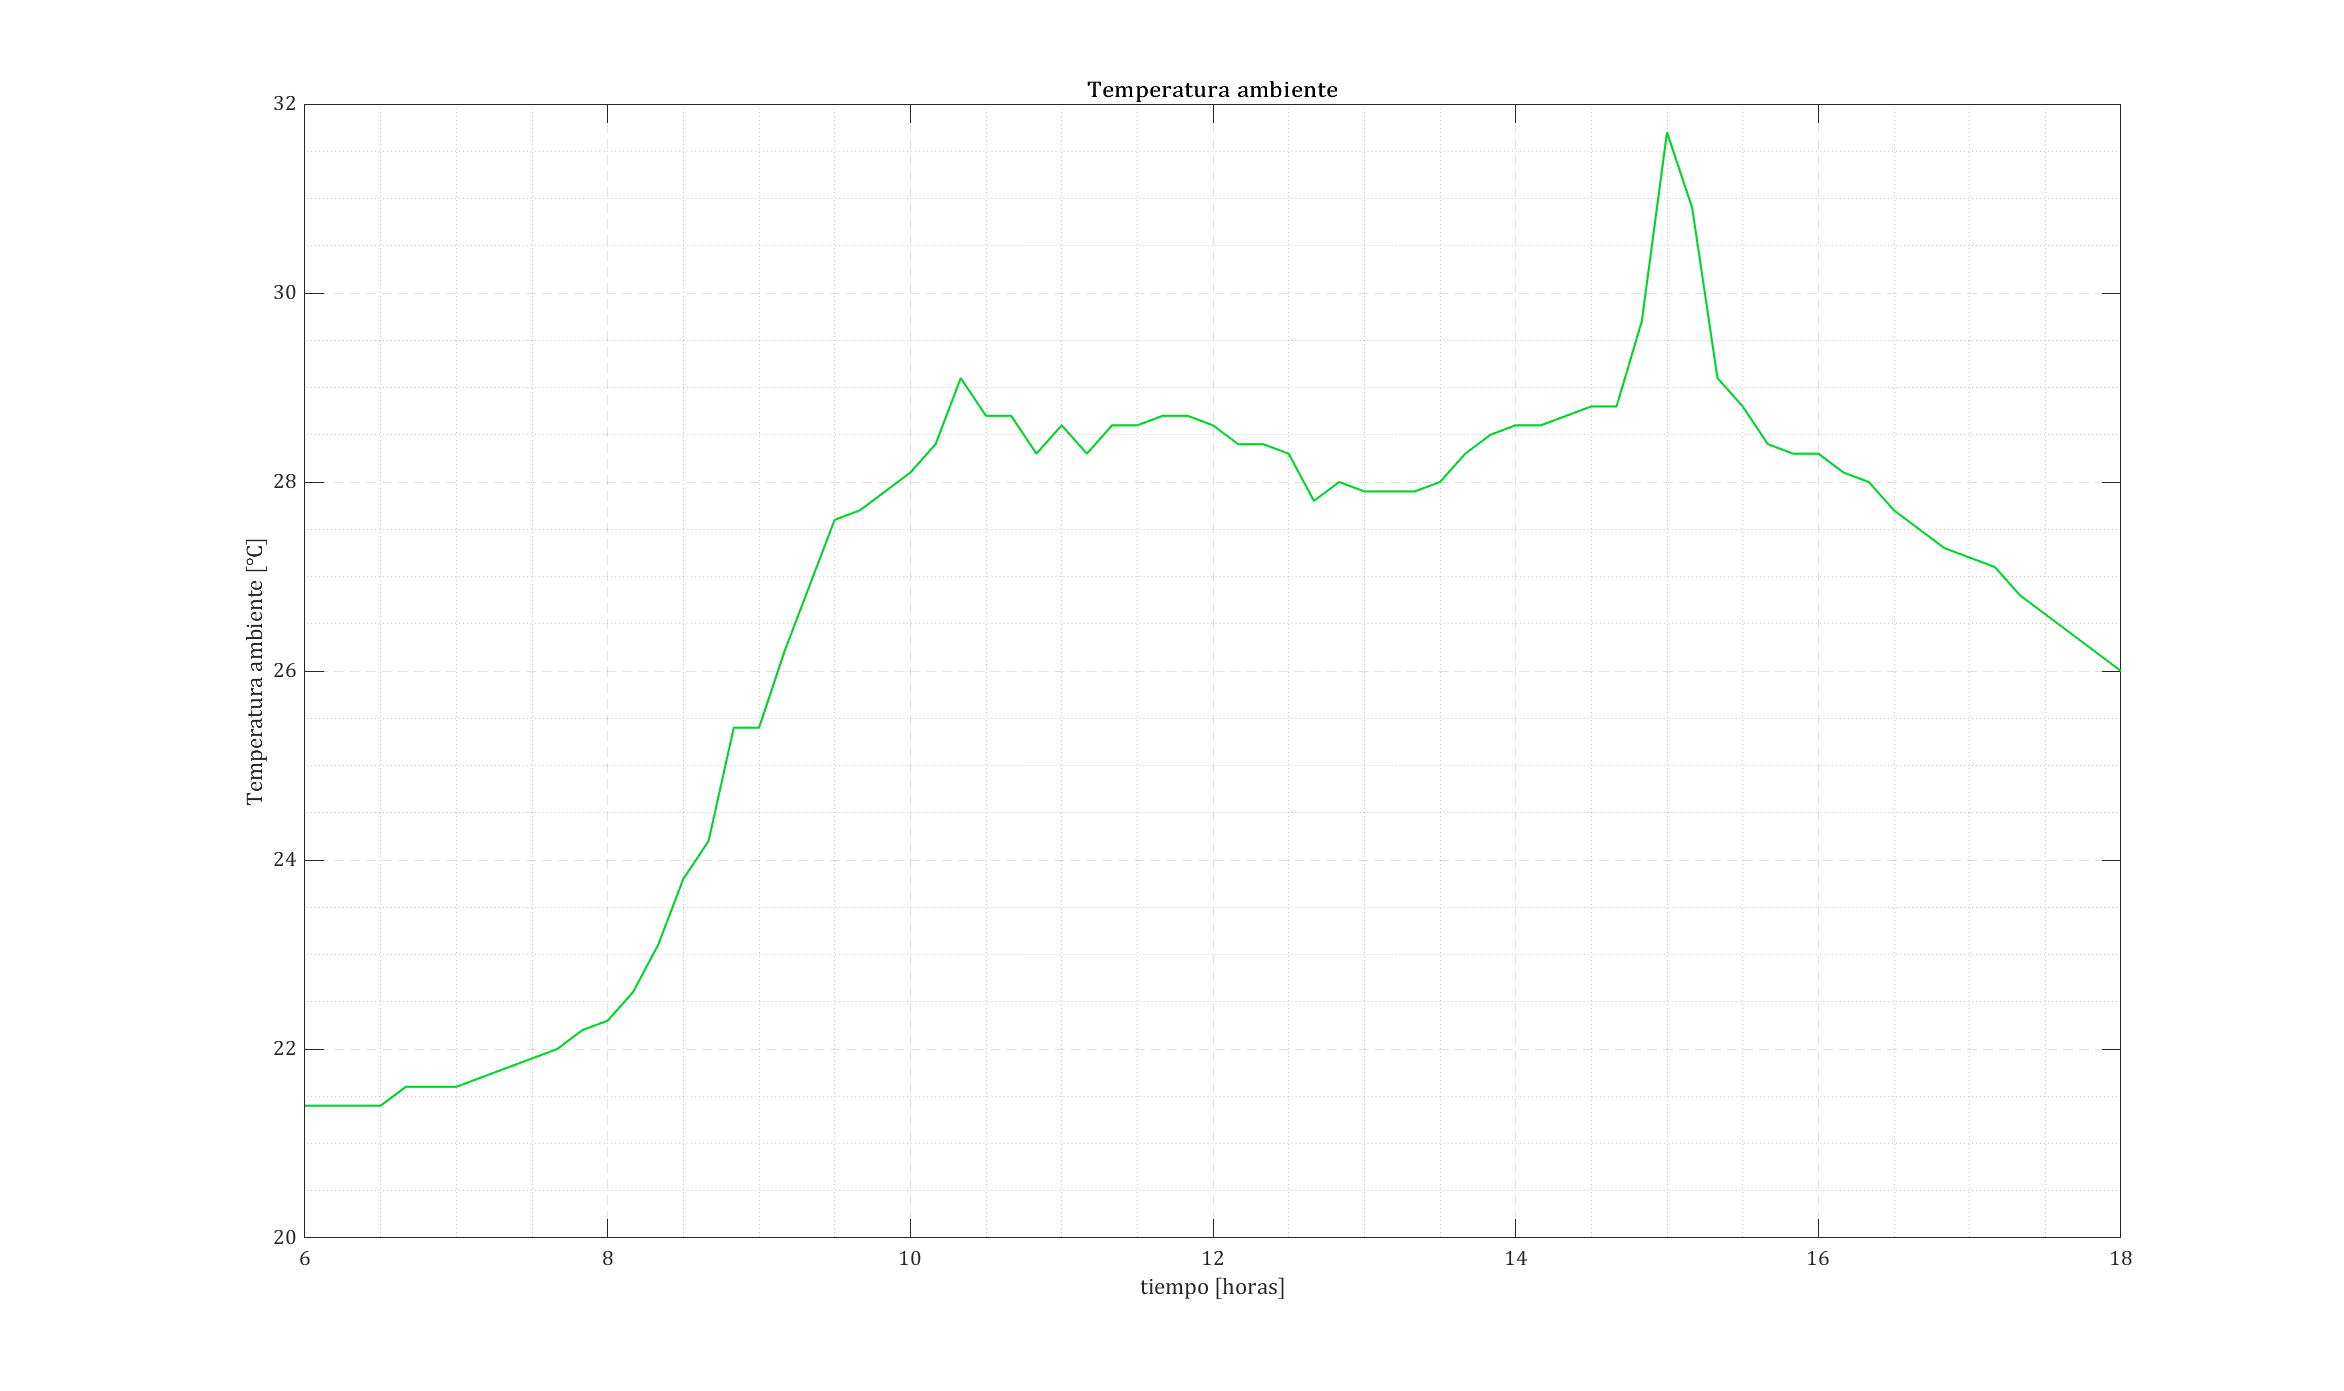 Temperatura ambiente
32
30
28
26
24
22
20
Temperatura ambiente [°C]
6 8 10 12 14 16 18
tiempo [horas]